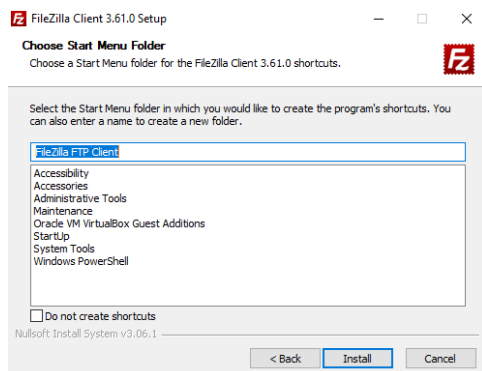 FileZilla Client 3.61.0 Setup
Choose Start Menu Folder
Choose a Start Menu folder for the FileZilla Client 3.61.0 shortcuts.
Fz
Select the Start Menu folder in which you would like to create the program's shortcuts. You
can also enter a name to create a new folder.
FileZilla FTP Client
Accessibility
Accessories
Administrative Tools
Maintenance
Oracle VM VirtualBox Guest Additions
StartUp
System Tools
Windows PowerShell
Do not create shortcuts
Nullsoft Install System v3.06.1
< Back
Install
Cancel